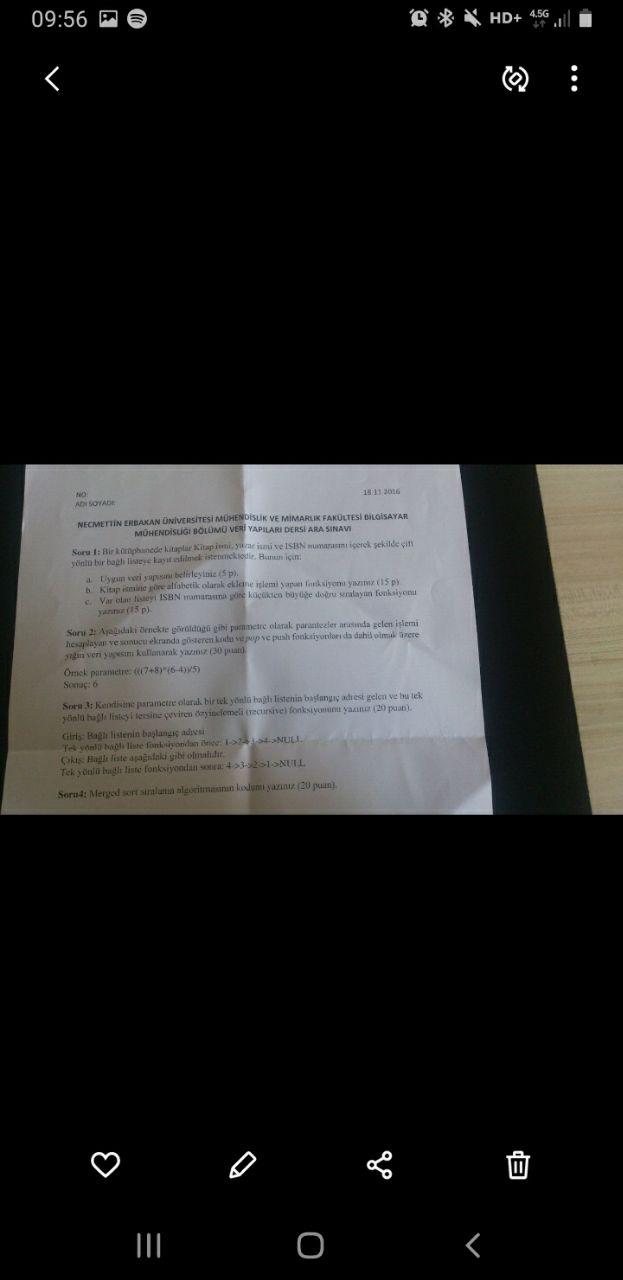 09:56
HD+ 4.5G
NO:
ADI SOYADI:
18.11.2016
NECMETTİN ERBAKAN ÜNİVERSİTESİ MÜHENDİSLİK VE MİMARLIK FAKÜLTESİ BİLGİSAYAR
MÜHENDİSLİĞİ BÖLÜMÜ VERİ YAPILARI DERSİ ARA SINAVI
Soru 1: Bir kütüphanede kitaplar Kitap ismi, yazar ismi ve ISBN numarasını içerek şekilde çift
yönlü bir bağlı listeye kayıt edilmek istenmektedir. Bunun için:
a. Uygun veri yapısını belirleyiniz (5 p).
b. Kitap ismine göre alfabetik olarak ekleme işlemi yapan fonksiyonu yazınız (15 p).
c. Var olan listeyi ISBN numarasına göre küçükten büyüğe doğru sıralayan fonksiyonu
yazınız (15 p).
Soru 2: Aşağıdaki örnekte görüldüğü gibi parametre olarak parantezler arasında gelen işlemi
hesaplayan ve sonucu ekranda gösteren kodu ve pop ve push fonksiyonları da dahil olmak üzere
yığın veri yapısını kullanarak yazınız (30 puan).
Örnek parametre: (((7+8)*(6-4))/5)
Sonuç: 6
Soru 3: Kendisine parametre olarak bir tek yönlü bağlı listenin başlangıç adresi gelen ve bu tek
yönlü bağlı listeyi tersine çeviren özyinelemeli (recursive) fonksiyonunu yazınız (20 puan).
Giriş: Bağlı listenin başlangıç adresi
Tek yönlü bağlı liste fonksiyondan önce: 1->2->3->4->NULL
Çıkış: Bağlı liste aşağıdaki gibi olmalıdır.
Tek yönlü bağlı liste fonksiyondan sonra: 4->3->2->1->NULL
Soru4: Merged sort sıralama algoritmasının kodunu yazınız (20 puan).